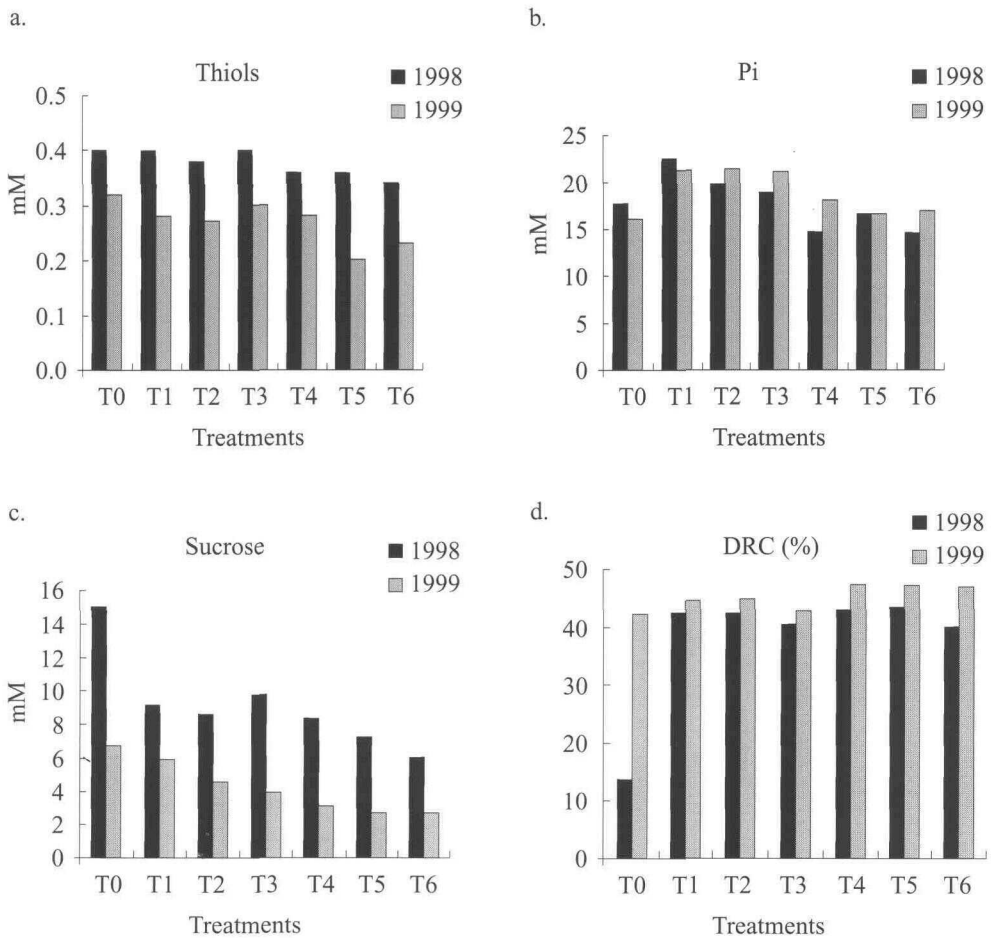 a.
Thiols
1998
1999
mM
0.5
0.4
0.3
0.2
0.1
0.0
T0 T1 T2 T3 T4 T5 T6
Treatments
b.
Pi
1998
1999
mM
25
20
15
10
5
0
T0 T1 T2 T3 T4 T5 T6
Treatments
c.
Sucrose
1998
1999
mM
16
14
12
10
8
6
4
2
0
T0 T1 T2 T3 T4 T5 T6
Treatments
d.
DRC (%)
1998
1999
50
40
30
20
10
0
T0 T1 T2 T3 T4 T5 T6
Treatments